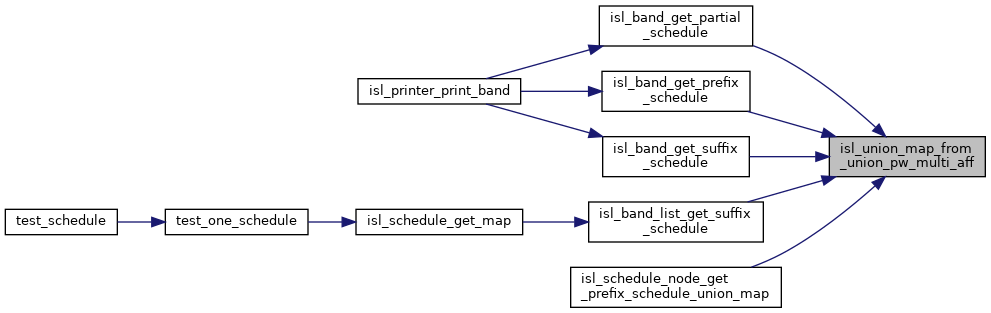 isl_band_get_partial
_schedule
isl_printer_print_band
isl_band_get_prefix
_schedule
isl_band_get_suffix
_schedule
isl_union_map_from
_union_pw_multi_aff
test_schedule
test_one_schedule
isl_schedule_get_map
isl_band_list_get_suffix
_schedule
isl_schedule_node_get
_prefix_schedule_union_map